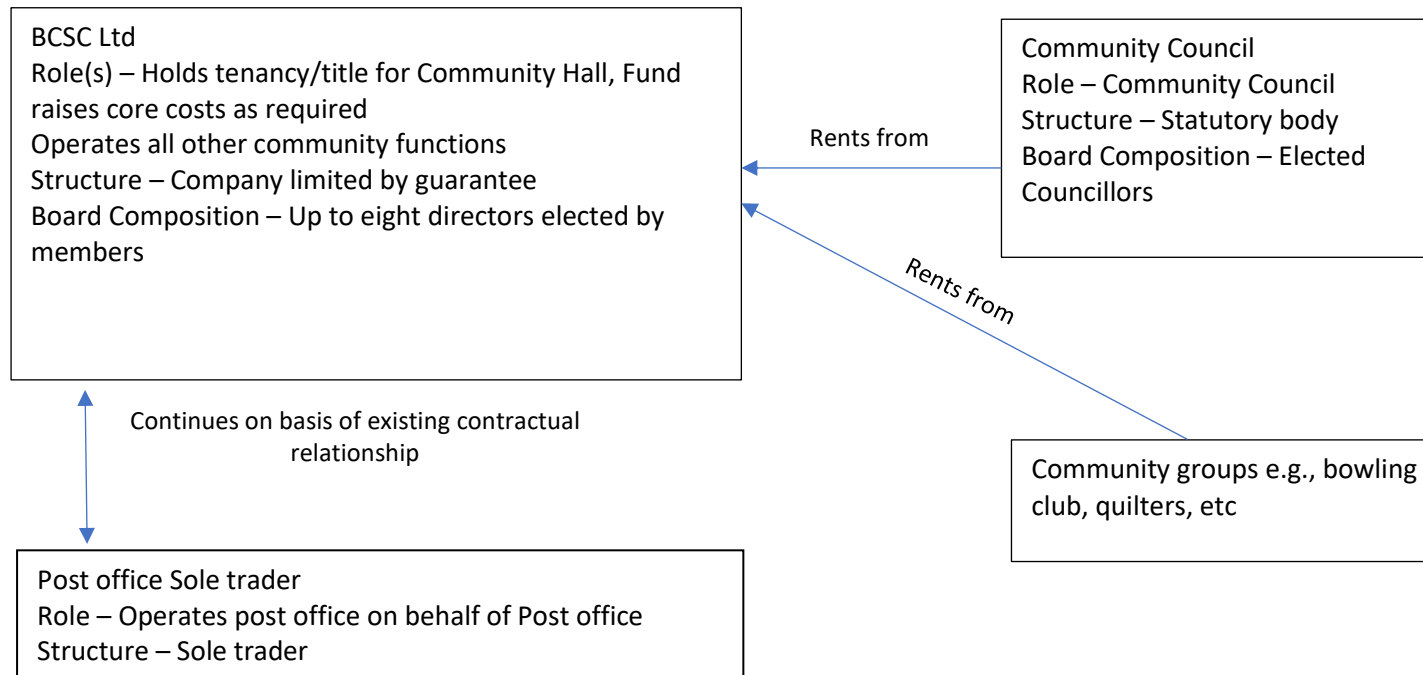 BCSC Ltd
Role(s) – Holds tenancy/title for Community Hall, Fund
raises core costs as required
Operates all other community functions
Structure – Company limited by guarantee
Board Composition – Up to eight directors elected by
members
Rents from
Community Council
Role – Community Council
Structure – Statutory body
Board Composition – Elected
Councillors
Rents from
Continues on basis of existing contractual
relationship
Community groups e.g., bowling
club, quilters, etc
Post office Sole trader
Role – Operates post office on behalf of Post office
Structure – Sole trader